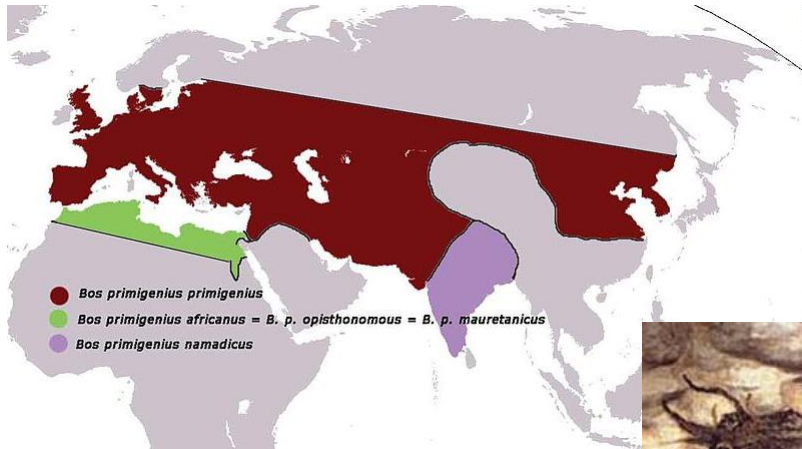 Bos primigenius primigenius
Bos primigenius africanus = B. p. opisthonomous = B. p. mauretanicus
Bos primigenius namadicus